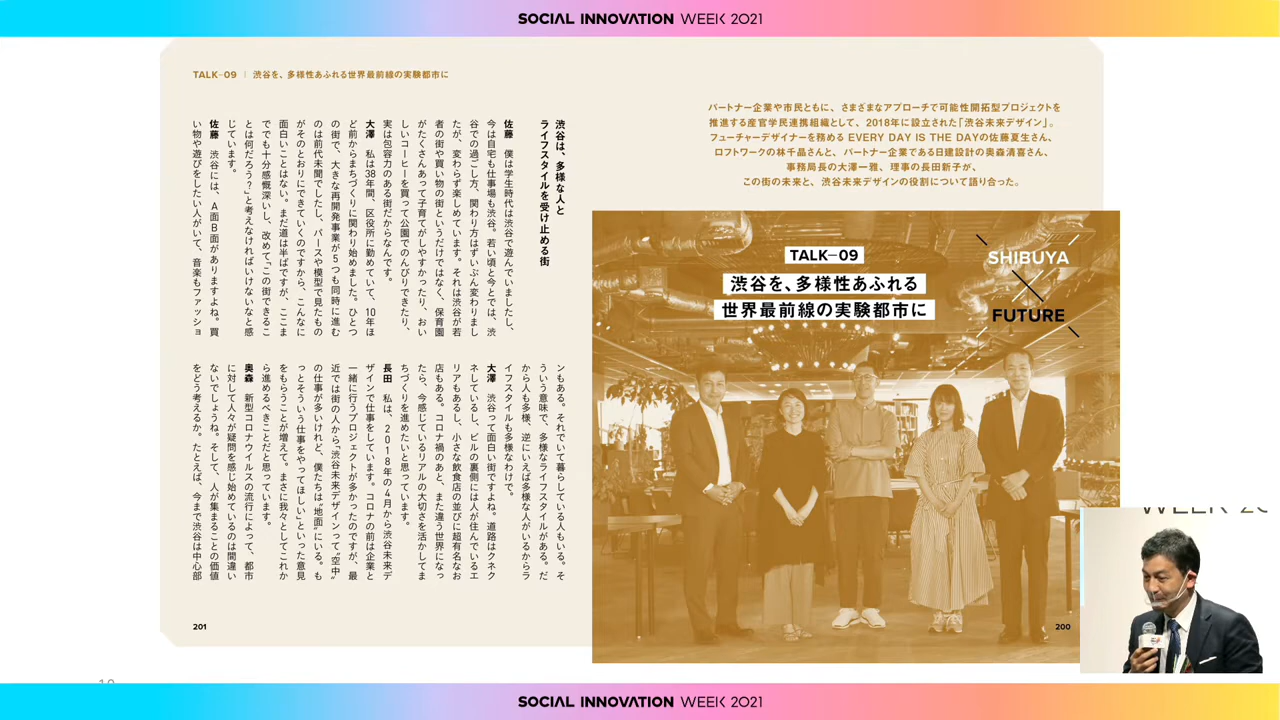 SOCIAL INNOVATION WEEK 2021
TALK–09 | 渋谷を、多様性あふれる世界最前線の実験都市に
パートナー企業や市民とともに、さまざまなアプローチで可能性開拓型プロジェクトを
推進する産官学民連携組織として、2018年に設立された「渋谷未来デザイン」。
フューチャーデザイナーを務める EVERY DAY IS THE DAYの佐藤夏生さん、
ロフトワークの林千晶さんと、パートナー企業である日建設計の奥森清喜さん、
事務局長の大澤一雅、理事の長田新子が、
この街の未来と、渋谷未来デザインの役割について語り合った。
TALK–09
渋谷を、多様性あふれる
世界最前線の実験都市に
SHIBUYA
FUTURE
渋谷は、多様な人と
ライフスタイルを受け止める街
佐藤 僕は学生時代は渋谷で遊んでいましたし、
今は自宅も仕事場も渋谷。若い頃と今とでは、渋
谷での過ごし方、関わり方はずいぶん変わりまし
たが、変わらず楽しめています。それは渋谷が若
者の街や買い物の街というだけではなく、保育園
がたくさんあって子育てがしやすかったり、おい
しいコーヒーを買って公園でのんびりできたり、
実は包容力のある街だからなんです。
大澤 私は38年間、区役所に勤めていて、10年ほ
ど前からまちづくりに関わり始めました。ひとつ
の街で、大きな再開発事業が5つも同時に進む
のは前代未聞でしたし、パースや模型で見たもの
がそのとおりにできていくのですから、こんなに
面白いことはない。まだ道は半ばですが、ここま
ででも十分感慨深いし、改めて「この街できるこ
とは何だろう？」と考えなければいけないなと感
じています。
佐藤 渋谷には、A面B面がありますよね。買
い物や遊びをしたい人がいて、音楽もファッショ
ンもある。それでいて暮らしている人もいる。そ
ういう意味で、多様なライフスタイルがある。だ
から人も多様、逆にいえば多様な人がいるからラ
イフスタイルも多様なわけで。
大澤 渋谷って面白い街ですよね。道路はクネク
ネしているし、ビルの裏側には人が住んでいるエ
リアもあるし、小さな飲食店の並びに超有名なお
店もある。コロナ禍のあと、また違う世界になっ
たら、今感じているリアルの大切さを活かしてま
ちづくりを進めたいと思っています。
長田 私は、2018年の4月から渋谷未来デ
ザインで仕事をしています。コロナの前は企業と
一緒に行うプロジェクトが多かったのですが、最
近では街の人から〝渋谷未来デザインって〝空中〟
の仕事が多いけれど、僕たちは〝地面〟にいる。も
っとそういう仕事をやってほしい〟といった意見
をもらうことが増えて。まさに我々としてこれか
ら進めるべきことだと思っています。
奥森 新型コロナウイルスの流行によって、都市
に対して人々が疑問を感じ始めているのは間違い
ないでしょうね。そして、人が集まることの価値
をどう考えるか。たとえば、今まで渋谷は中心部
201
200
SOCIAL INNOVATION WEEK 2021